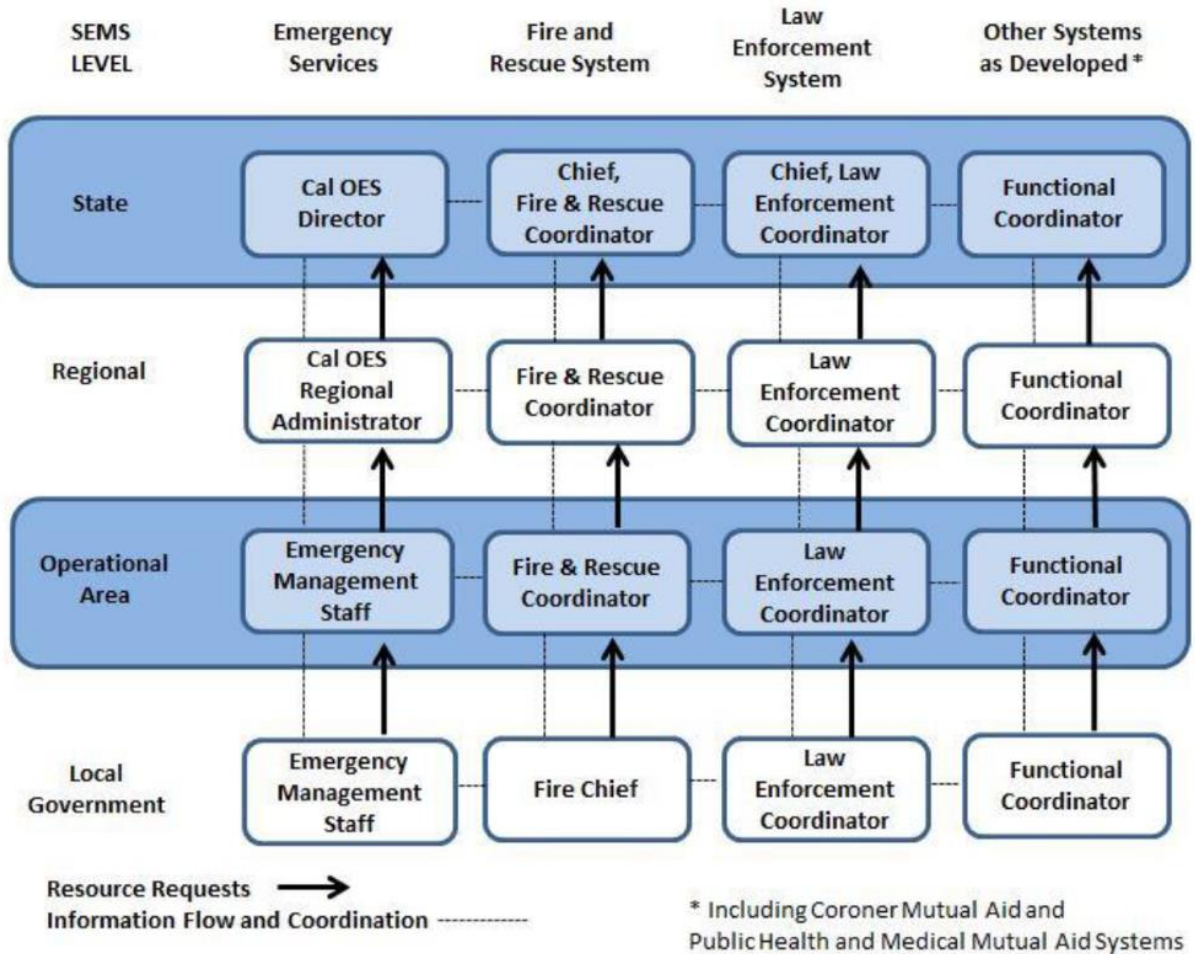 SEMS
LEVEL
Emergency
Services
Fire and
Rescue System
Law
Enforcement
System
Other Systems
as Developed *
State
Cal OES
Director
Chief,
Fire & Rescue
Coordinator
Chief, Law
Enforcement
Coordinator
Functional
Coordinator
Regional
Cal OES
Regional
Administrator
Fire & Rescue
Coordinator
Law
Enforcement
Coordinator
Functional
Coordinator
Operational
Area
Emergency
Management
Staff
Fire & Rescue
Coordinator
Law
Enforcement
Coordinator
Functional
Coordinator
Local
Government
Emergency
Management
Staff
Fire Chief
Law
Enforcement
Coordinator
Functional
Coordinator
Resource Requests
Information Flow and Coordination
* Including Coroner Mutual Aid and
Public Health and Medical Mutual Aid Systems